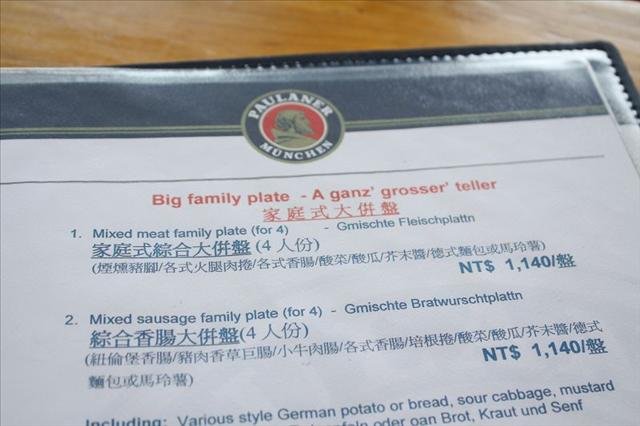 PAULANER
MÜNCHEN
Big family plate - A ganz' grosser' teller
家庭式大併盤
1. Mixed meat family plate (for 4) - Gmischte Fleischplattn
家庭式綜合大併盤(4人份)
(煙燻豬腳/各式火腿肉捲/各式香腸/酸菜/酸瓜/芥末醬/德式麵包或馬玲薯)
NT$ 1,140/盤
2. Mixed sausage family plate (for 4) - Gmischte Bratwurschtplattn
綜合香腸大併盤(4人份)
(紐倫堡香腸/豬肉香草巨腸/小牛肉腸/各式香腸/培根捲/酸菜/酸瓜/芥末醬/德式
麵包或馬玲薯)
NT$ 1,140/盤
Including: Various style German potato or bread, sour cabbage, mustard
oder oan Brot, Kraut und Senf